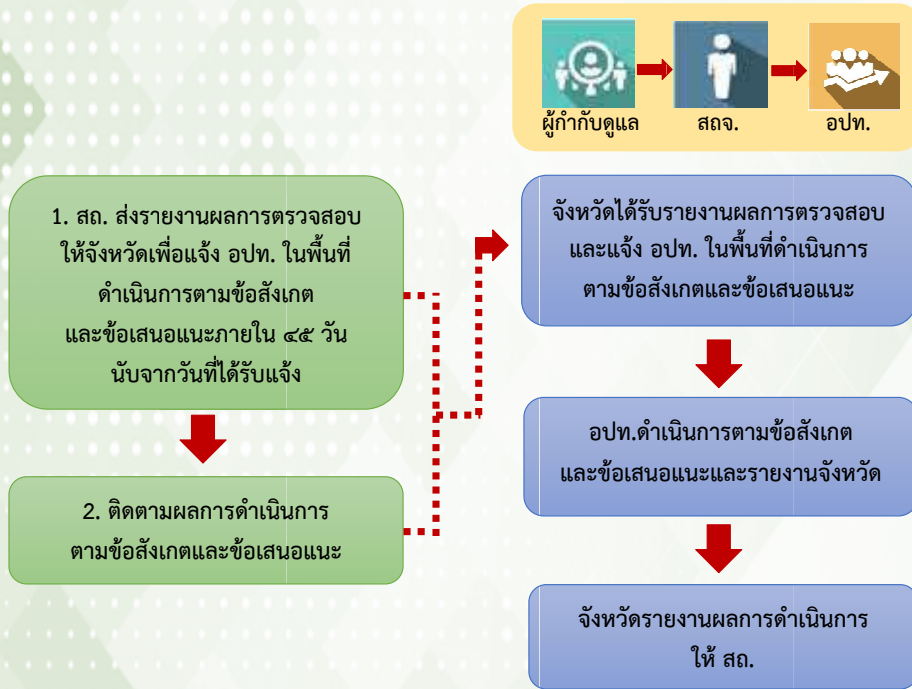 ผู้กำกับดูแล สถจ. อปท.
1. สถ. ส่งรายงานผลการตรวจสอบ
ให้จังหวัดเพื่อแจ้ง อปท. ในพื้นที่
ดำเนินการตามข้อสังเกต
และข้อเสนอแนะภายใน ๔๕ วัน
นับจากวันที่ได้รับแจ้ง
2. ติดตามผลการดำเนินการ
ตามข้อสังเกตและข้อเสนอแนะ
จังหวัดได้รับรายงานผลการตรวจสอบ
และแจ้ง อปท. ในพื้นที่ดำเนินการ
ตามข้อสังเกตและข้อเสนอแนะ
อปท.ดำเนินการตามข้อสังเกต
และข้อเสนอแนะและรายงานจังหวัด
จังหวัดรายงานผลการดำเนินการ
ให้ สถ.